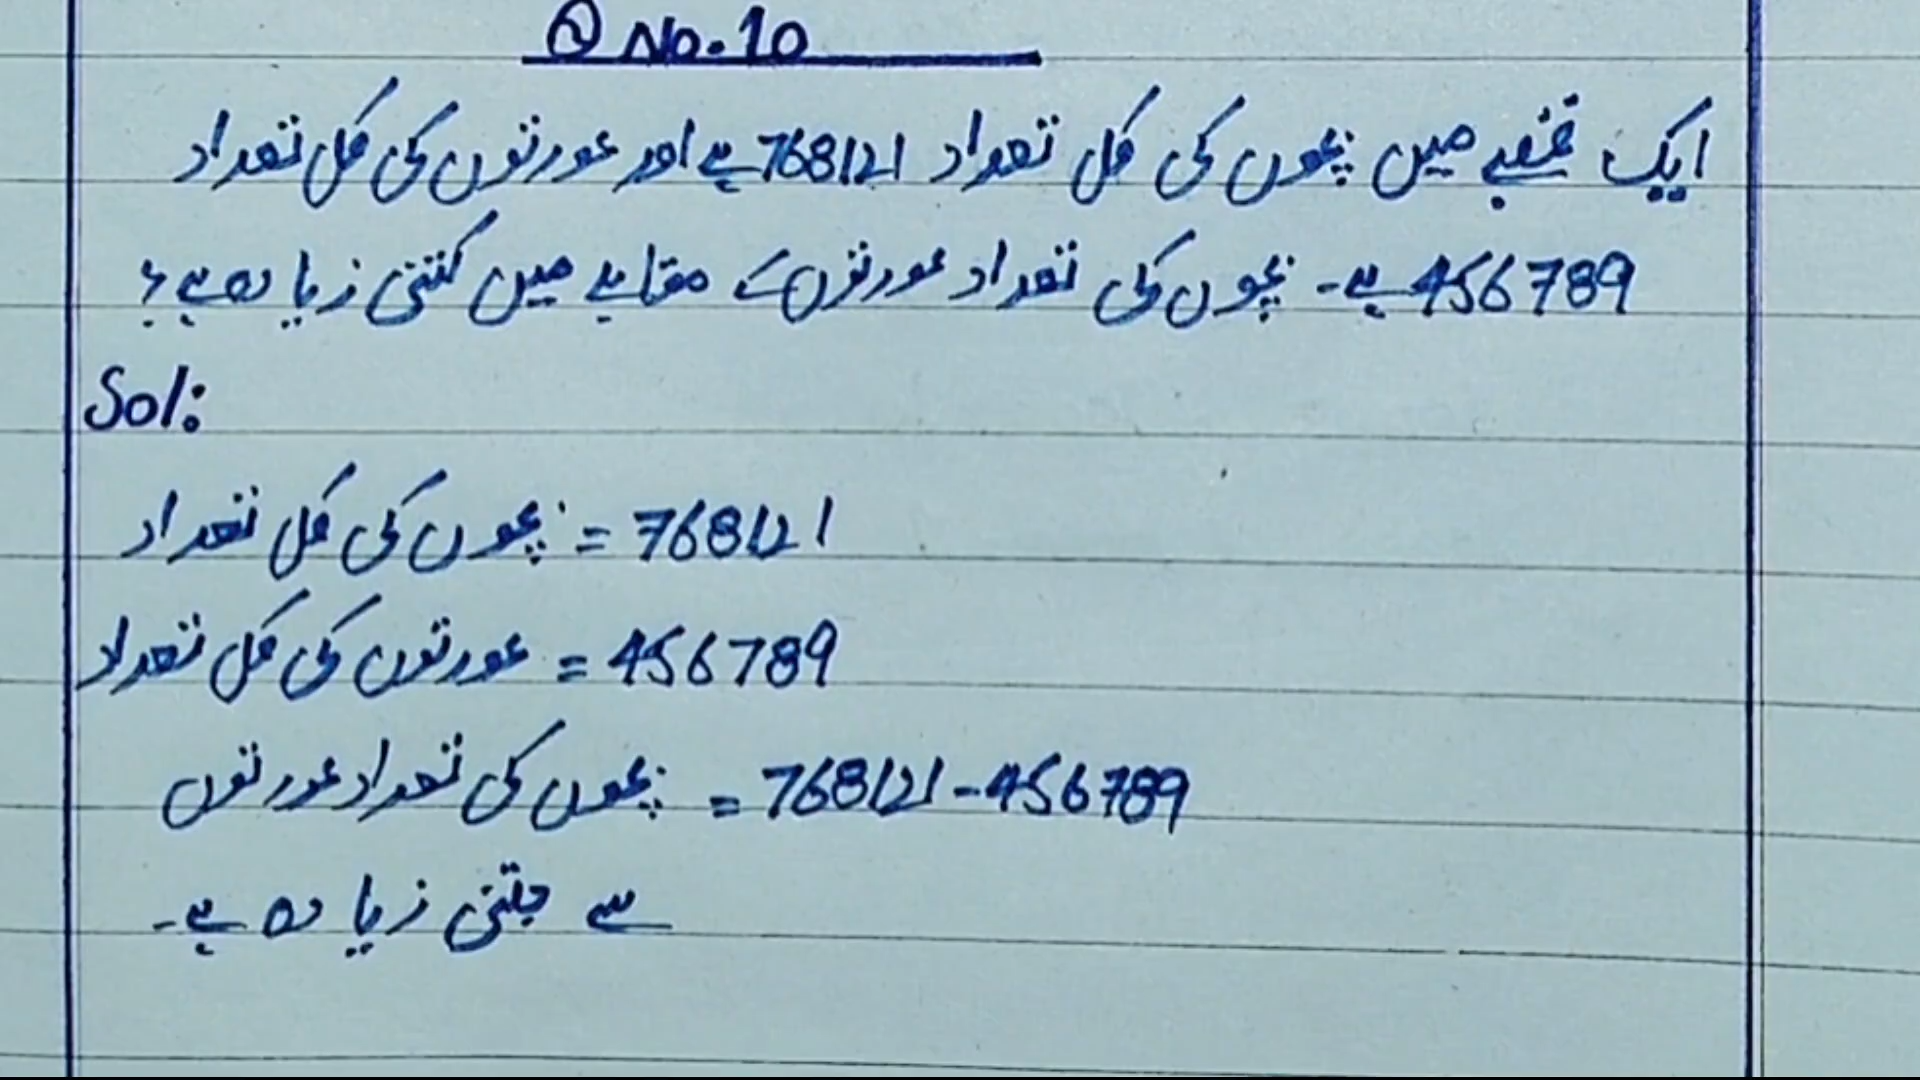 Q No.10
ایک قصبے میں بچوں کی کل تعداد 768121 ہے اور عورتوں کی کل تعداد
456789 ہے۔ بچوں کی تعداد عورتوں کے مقابلے میں کتنی زیادہ ہے؟
Sol:
بچوں کی کل تعداد = 768121
عورتوں کی کل تعداد = 456789
بچوں کی تعداد عورتوں = 768121-456789
سے جتنی زیادہ ہے۔